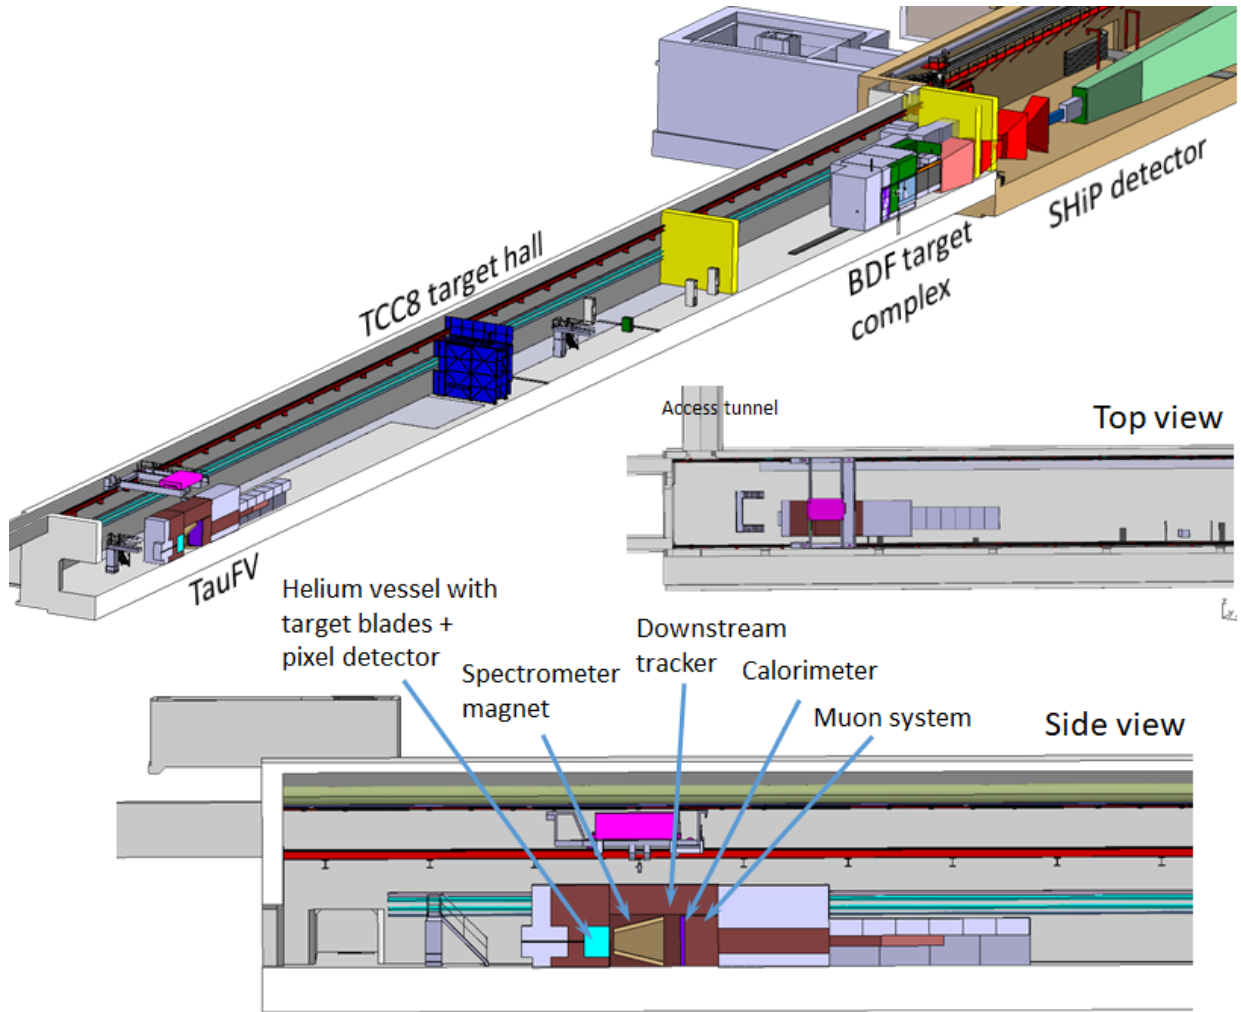 TCC8 target hall
SHiP detector
BDF target
complex
TauFV
Access tunnel
Top view
Helium vessel with
target blades +
pixel detector
Spectrometer
magnet
Downstream
tracker
Calorimeter
Muon system
Side view